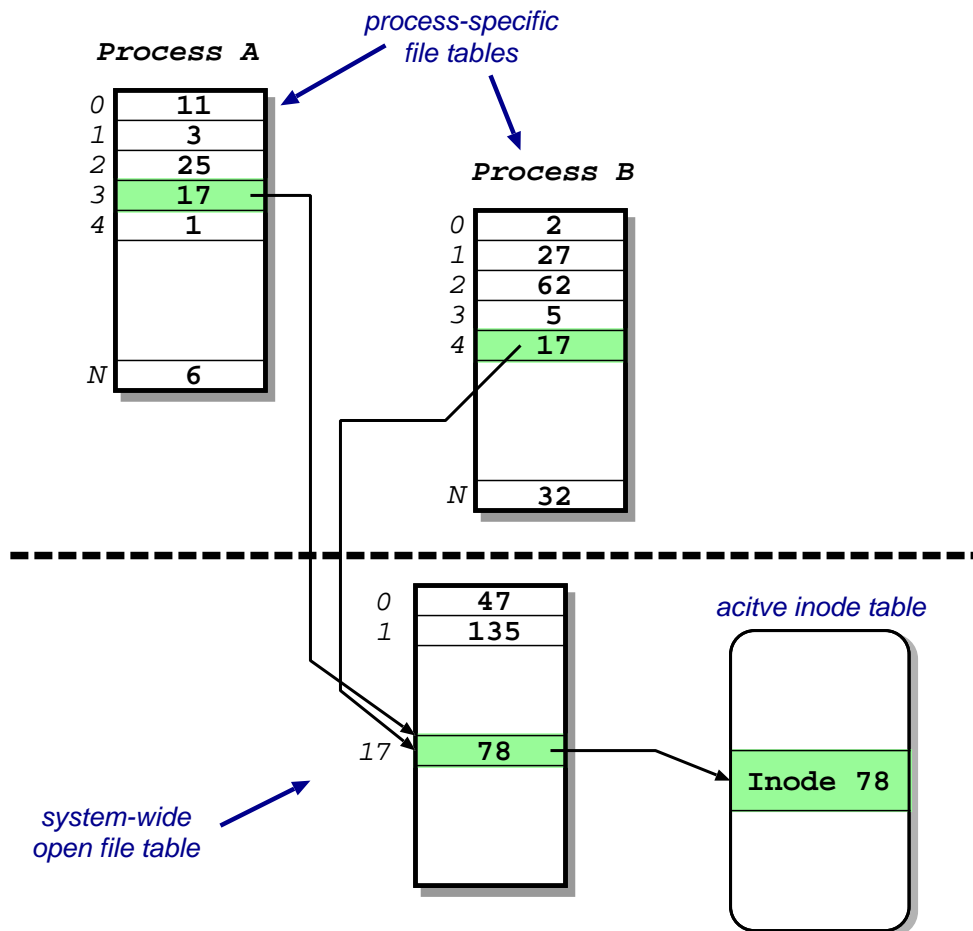 process-specific
file tables
Process A
0 11
1 3
2 25
3 17
4 1
N 6
Process B
0 2
1 27
2 62
3 5
4 17
N 32
0 47
1 135
17 78
system-wide
open file table
acitve inode table
Inode 78